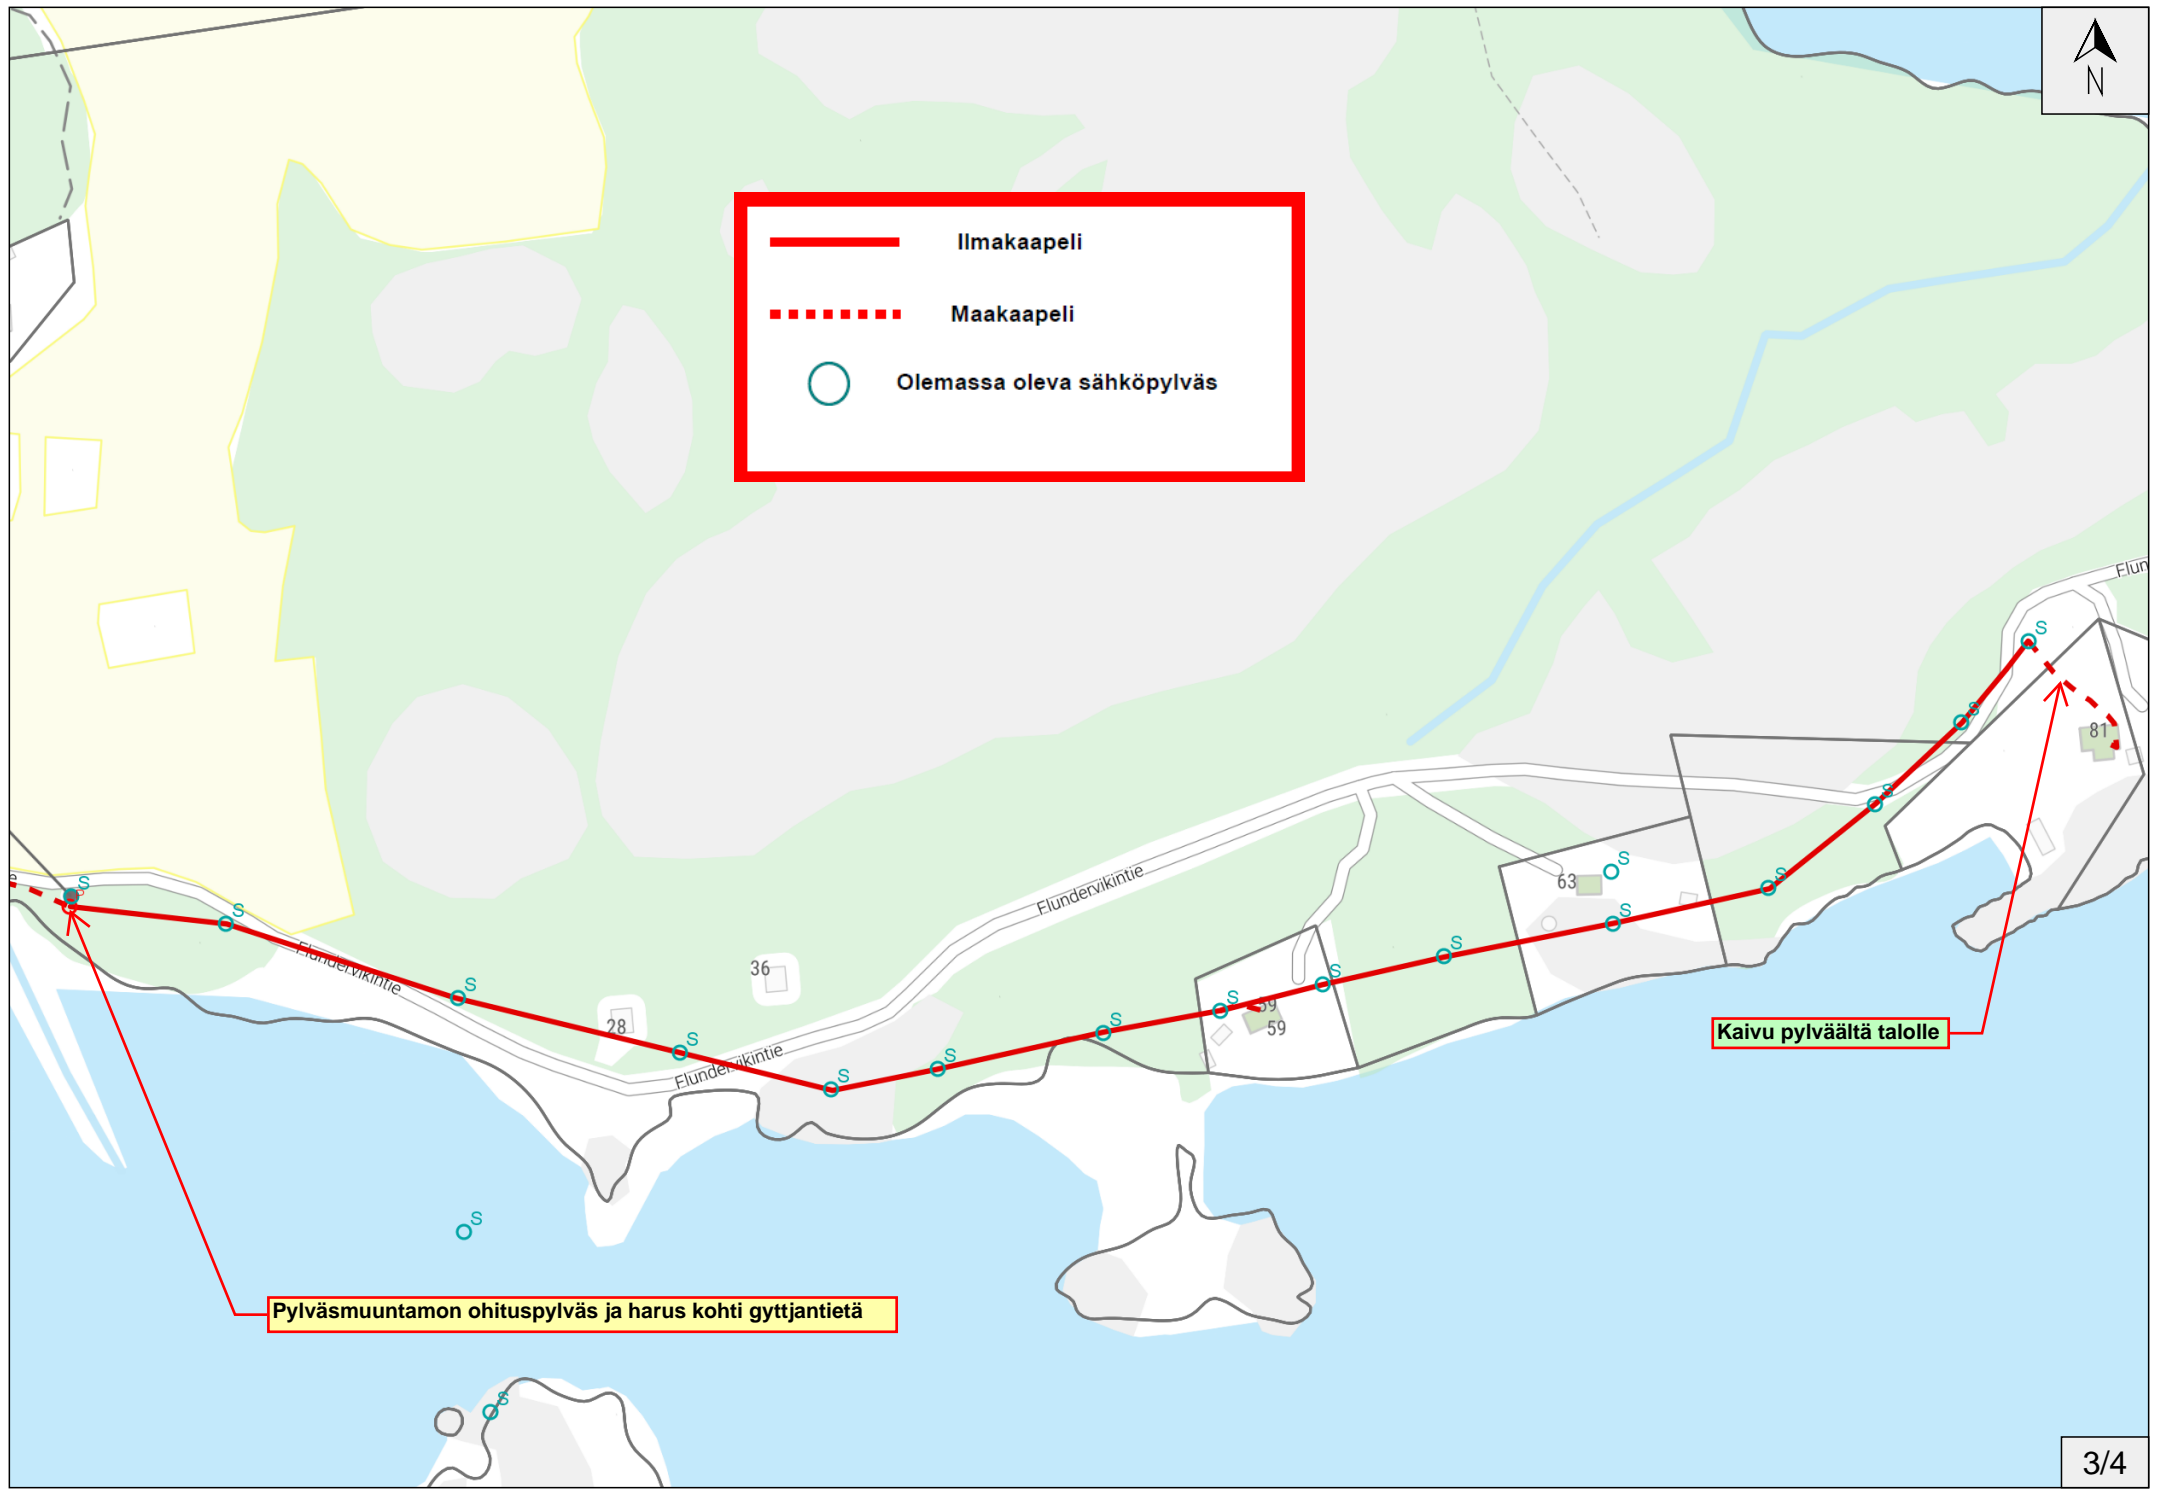 N
Ilmakaapeli
Maakaapeli
Olemassa oleva sähköpylväs
Flun
S
S
81
S
S
S
63
S
S
Flundervikintie
S
S
S
S
36
S
Flundervikintie
S
S
59
59
28
S
S
Flundervikintie
S
Kaivu pylväältä talolle
S
Pylväsmuuntamon ohituspylväs ja harus kohti gyttjantietä
S
3/4